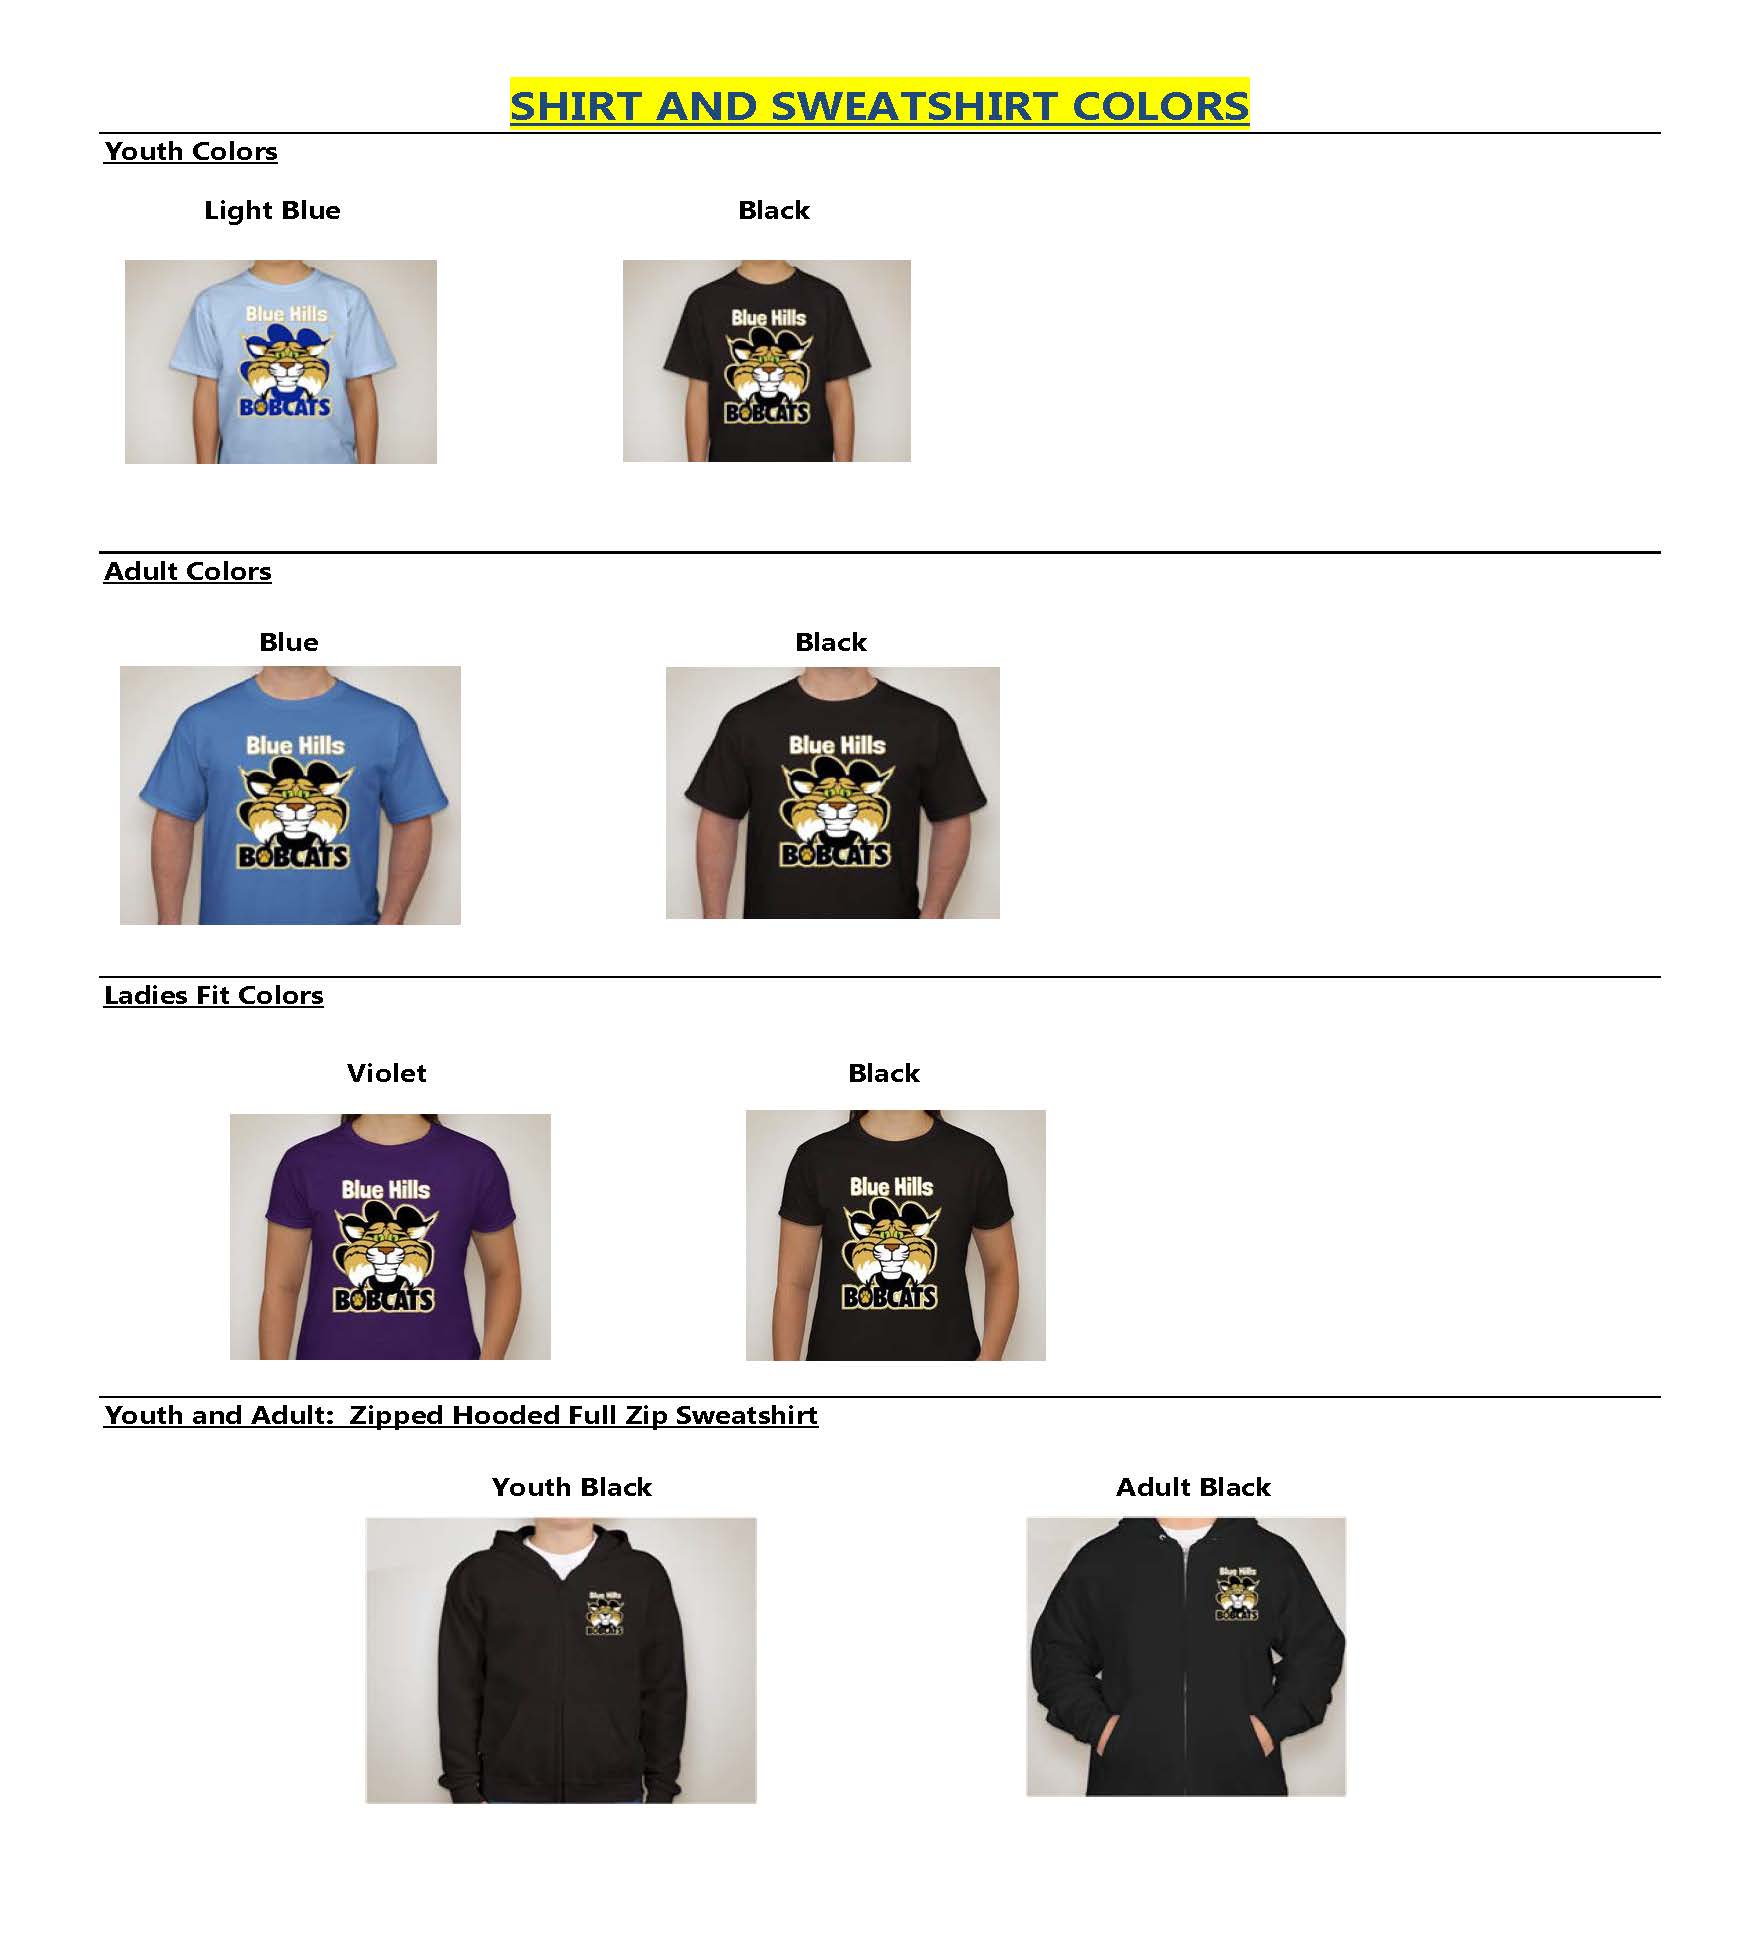 SHIRT AND SWEATSHIRT COLORS
Youth Colors
Light Blue Black
Blue Hills Blue Hills
BOBCATS BOBCATS
Adult Colors
Blue Black
Blue Hills Blue Hills
BOBCATS BOBCATS
Ladies Fit Colors
Violet Black
Blue Hills Blue Hills
BOBCATS BOBCATS
Youth and Adult:  Zipped Hooded Full Zip Sweatshirt
Youth Black Adult Black
Blue Hills Blue Hills
BOBCATS BOBCATS